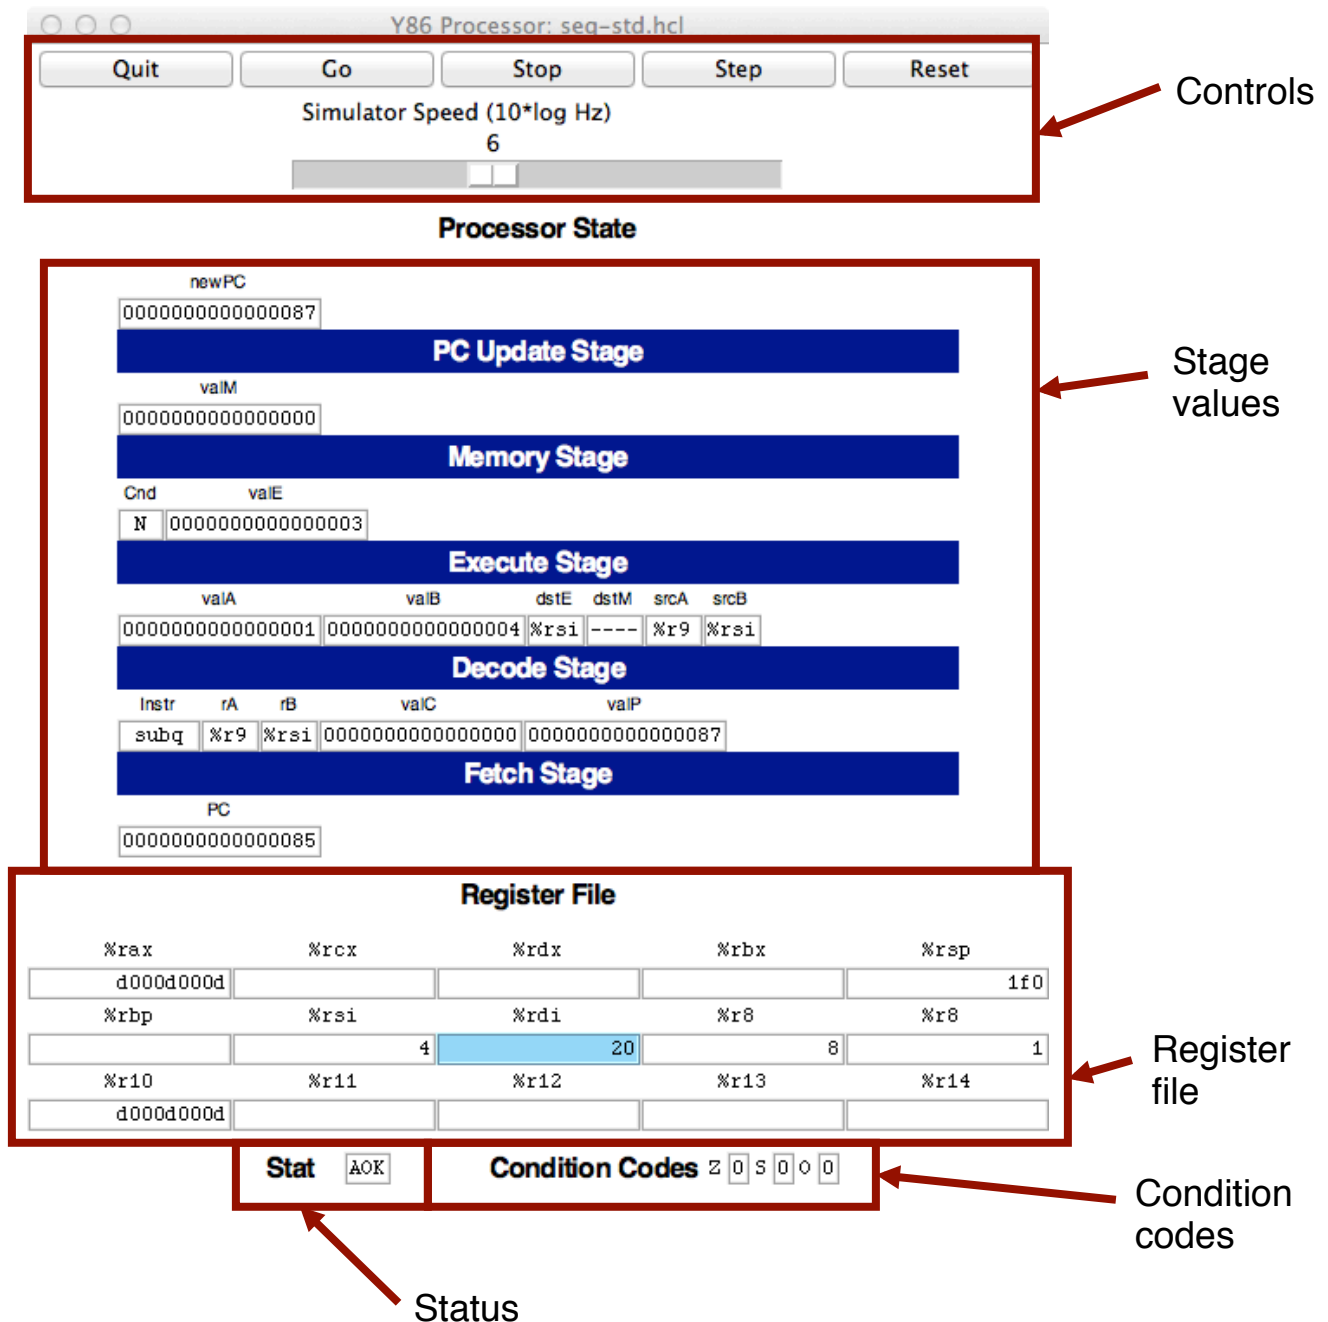 Y86 Processor: seq-std.hcl
Quit Go Stop Step Reset
Controls
Simulator Speed (10*log Hz)
6
Processor State
newPC
0000000000000087
PC Update Stage
Stage
values
valM
0000000000000000
Memory Stage
Cnd valE
N 0000000000000003
Execute Stage
valA valB dstE dstM srcA srcB
0000000000000001 0000000000000004 %rsi ---- %r9 %rsi
Decode Stage
Instr rA rB valC valP
subq %r9 %rsi 0000000000000000 0000000000000087
Fetch Stage
PC
0000000000000085
Register File
%rax %rcx %rdx %rbx %rsp
d000d000d 1f0
%rbp %rsi %rdi %r8 %r8
4 20 8 1
Register
file
%r10 %r11 %r12 %r13 %r14
d000d000d
Stat AOK Condition Codes Z 0 S 0 O 0
Condition
codes
Status